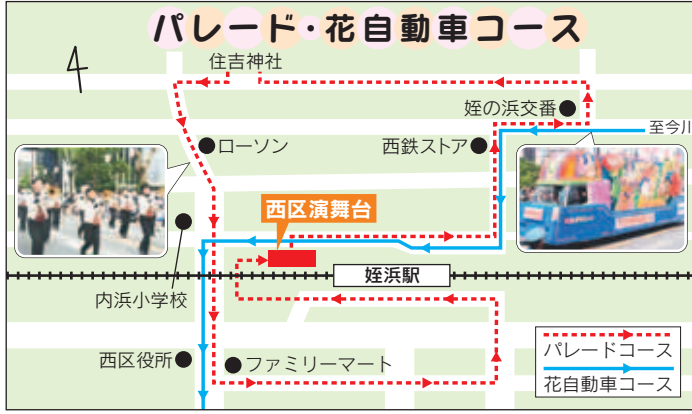 パレード・花自動車コース
住吉神社
姪の浜交番
至今川
ローソン
西鉄ストア
西区演舞台
姪浜駅
内浜小学校
西区役所
ファミリーマート
パレードコース
花自動車コース